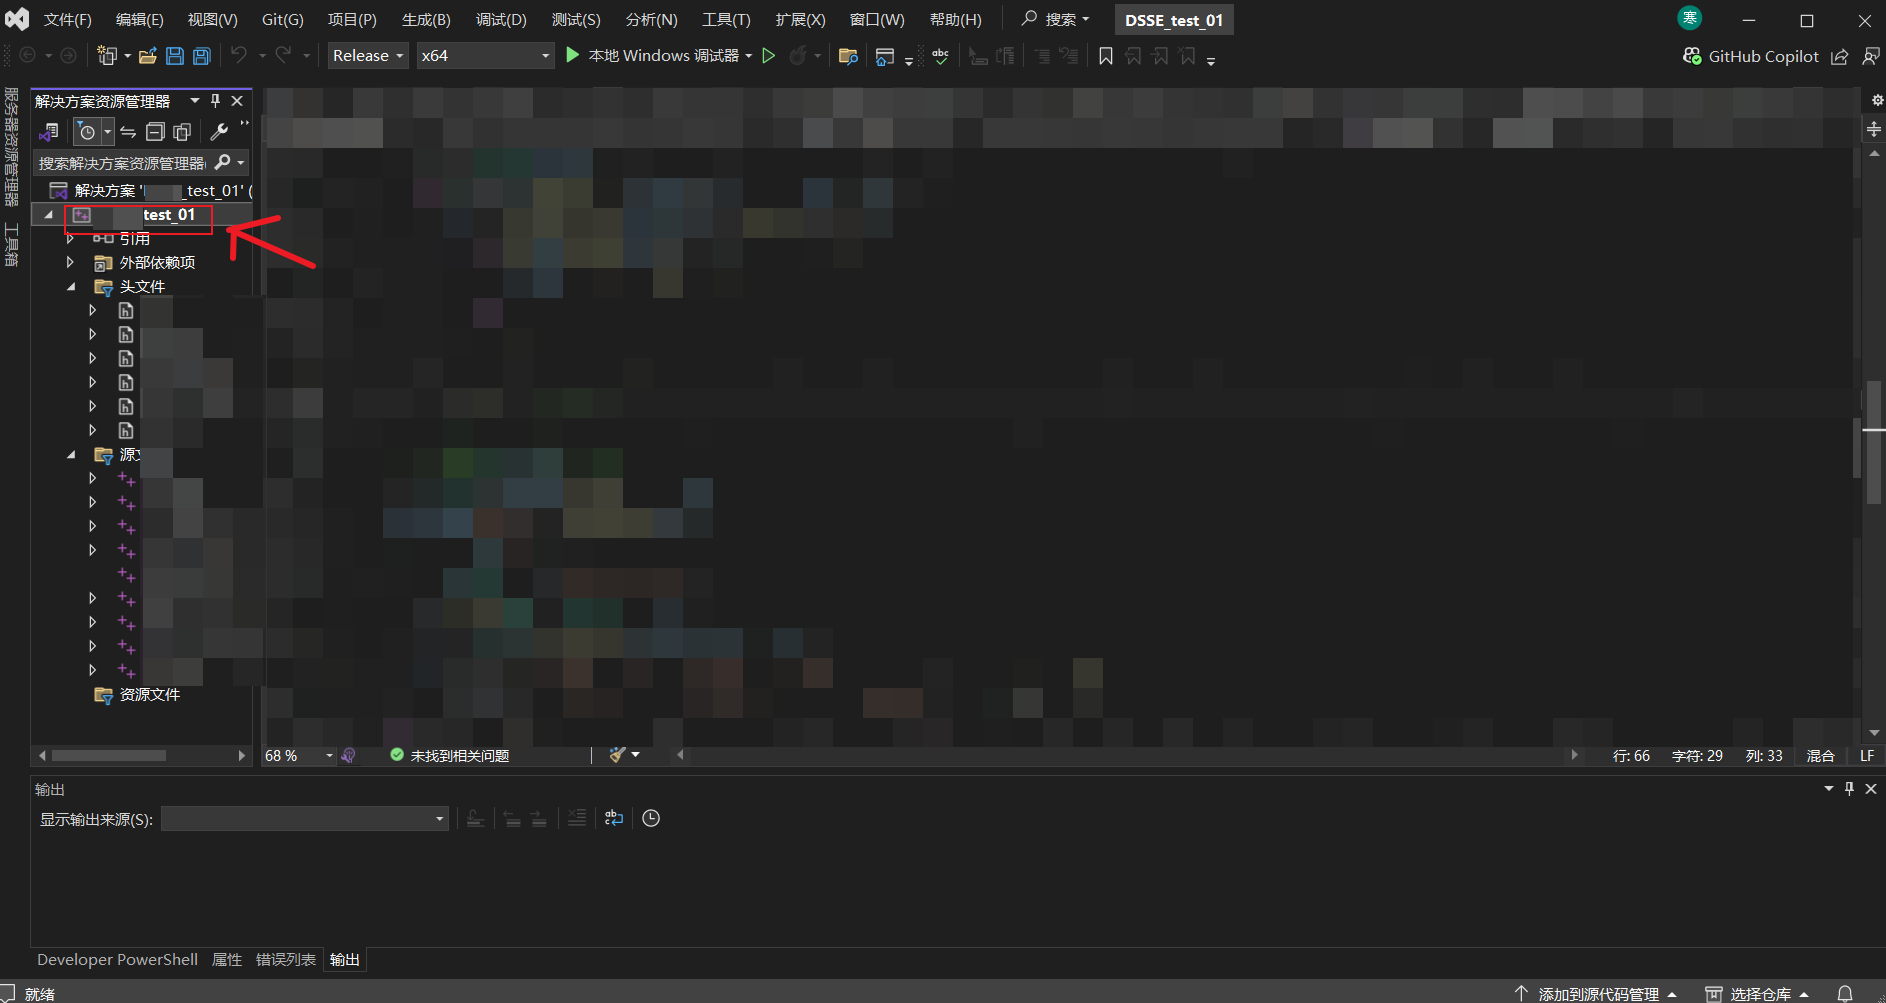 文件(F) 编辑(E) 视图(V) Git(G) 项目(P) 生成(B) 调试(D) 测试(S) 分析(N) 工具(T) 扩展(X) 窗口(W) 帮助(H) 搜索 DSSE_test_01 寒
Release x64 本地 Windows 调试器 abc GitHub Copilot
服务器资源管理器
工具箱
解决方案资源管理器
搜索解决方案资源管理器(
解决方案 ' _test_01' (
test_01
引用
外部依赖项
头文件
源文
资源文件
68 % 未找到相关问题 行: 66 字符: 29 列: 33 混合 LF
输出
显示输出来源(S):
Developer PowerShell 属性 错误列表 输出
就绪 添加到源代码管理 选择仓库